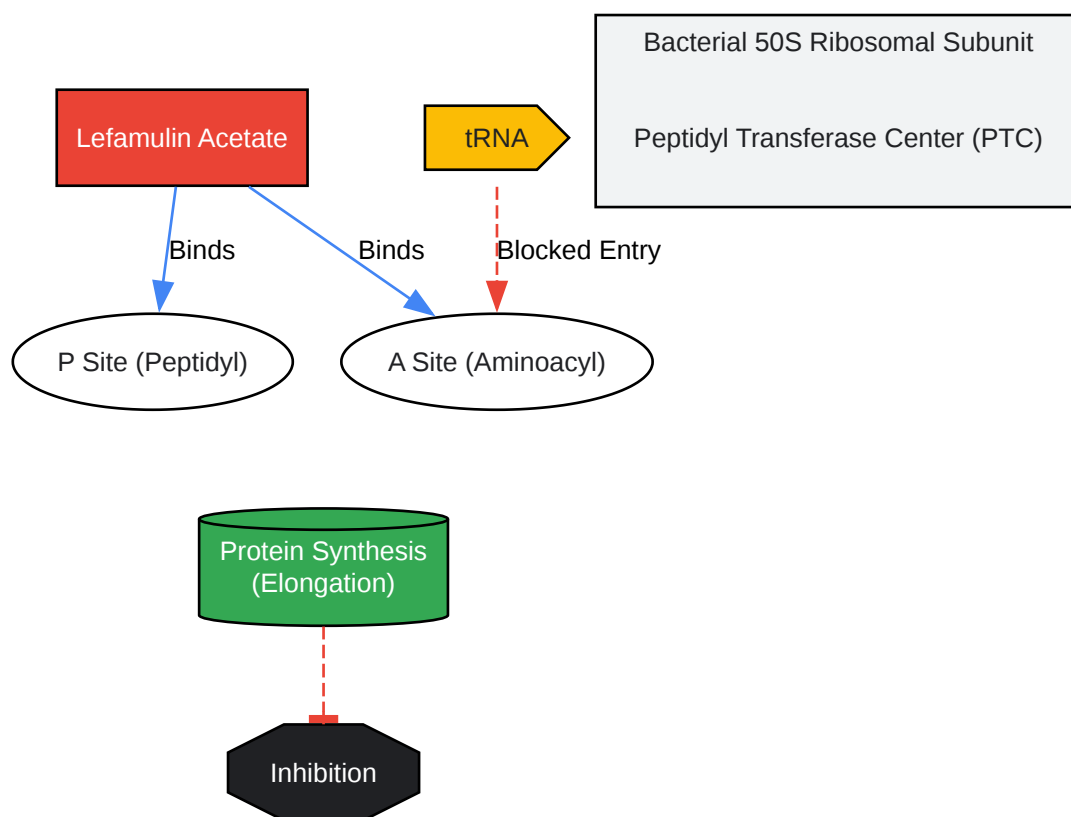 Bacterial 50S Ribosomal Subunit
Lefamulin Acetate
tRNA
Peptidyl Transferase Center (PTC)
Binds
Binds
Blocked Entry
P Site (Peptidyl)
A Site (Aminoacyl)
Protein Synthesis
(Elongation)
Inhibition